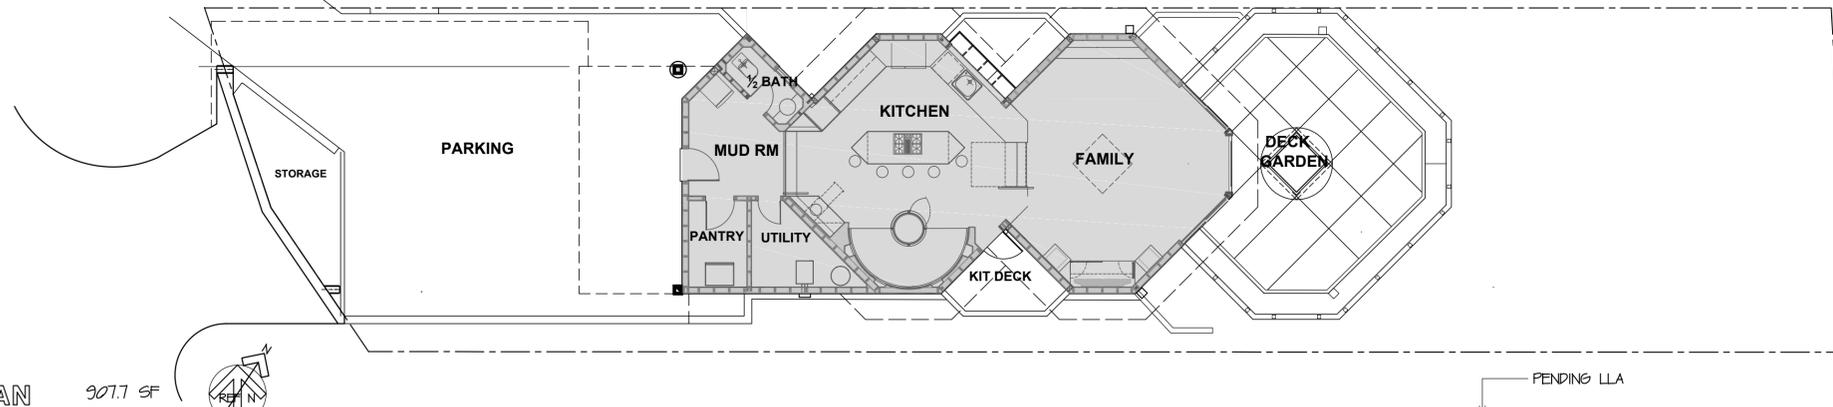 ½ BATH
KITCHEN
PARKING
MUD RM
FAMILY
DECK
GARDEN
STORAGE
PANTRY
UTILITY
KIT DECK
N
AN
907.7 SF
REF N
PENDING LLA